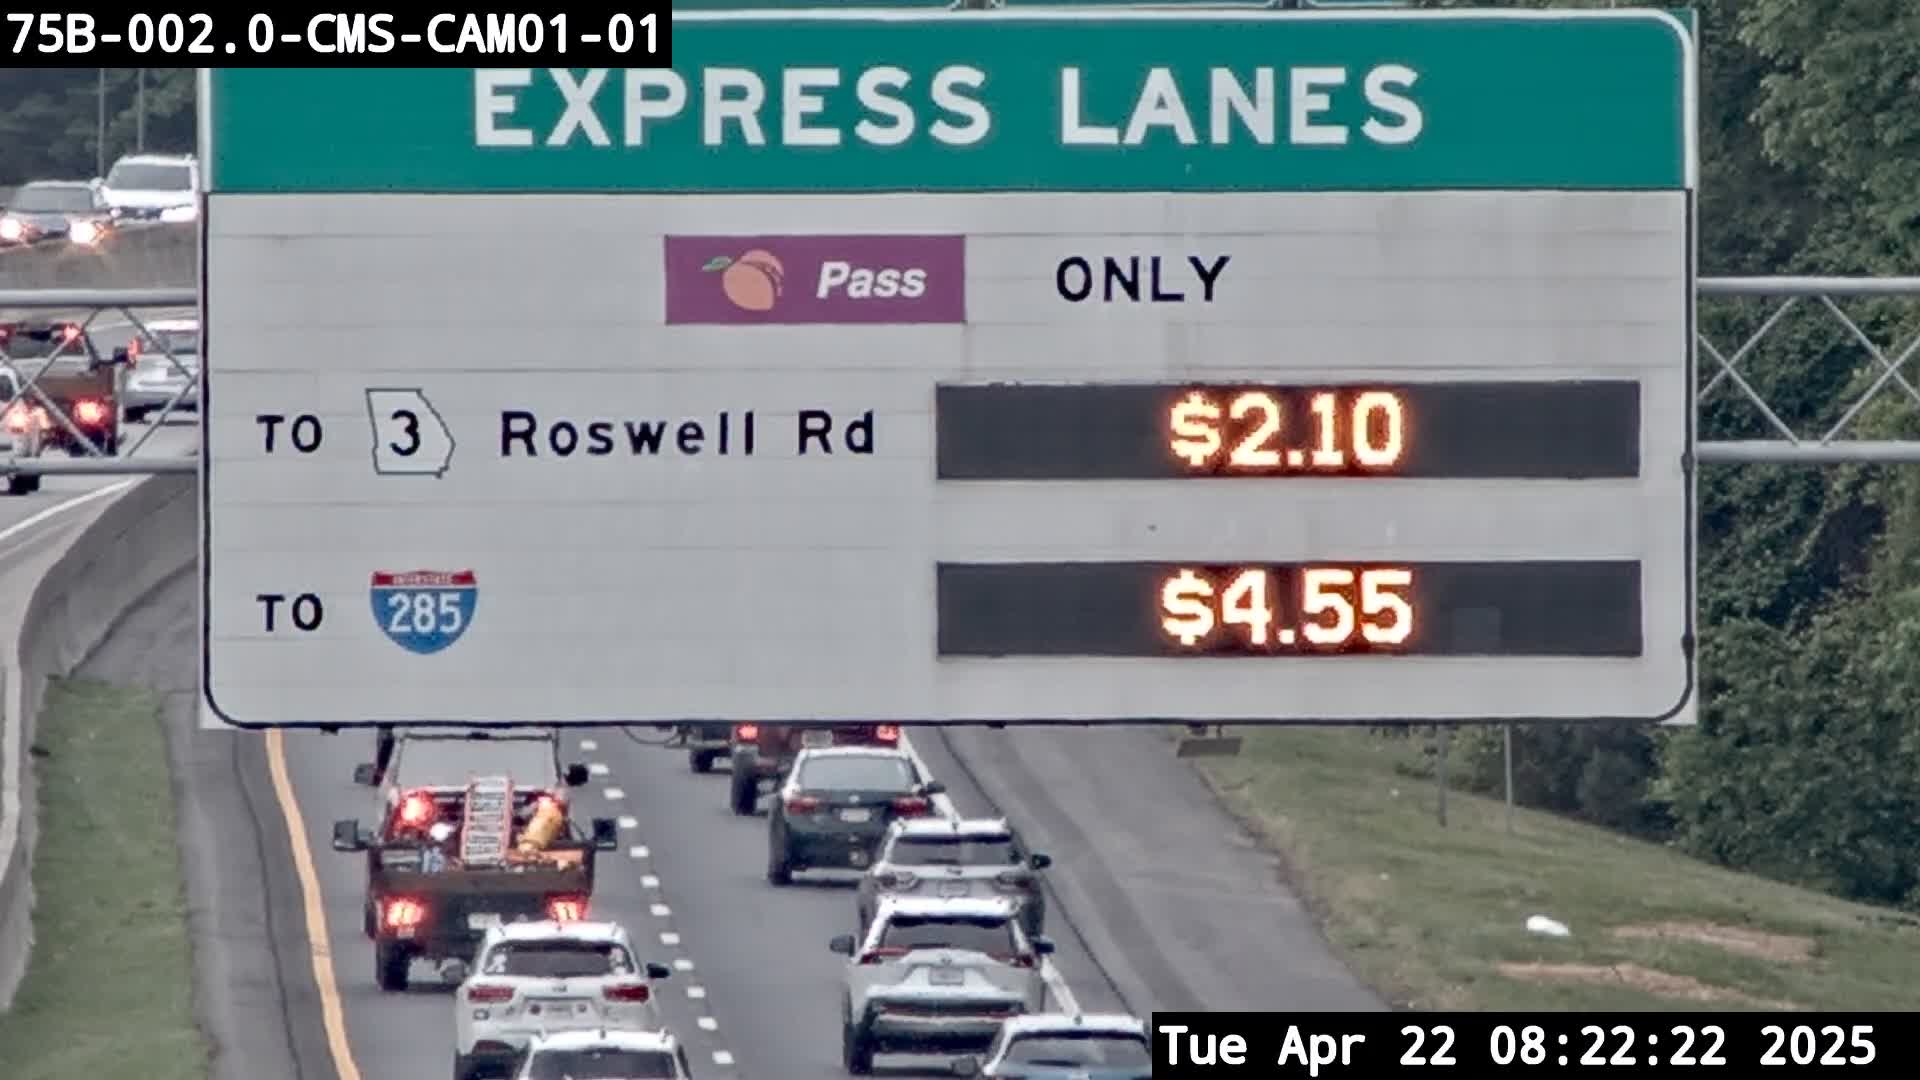 75B-002.0-CMS-CAM01-01
EXPRESS LANES
Pass ONLY
TO 3 Roswell Rd $2.10
TO 285 $4.55
Tue Apr 22 08:22:22 2025